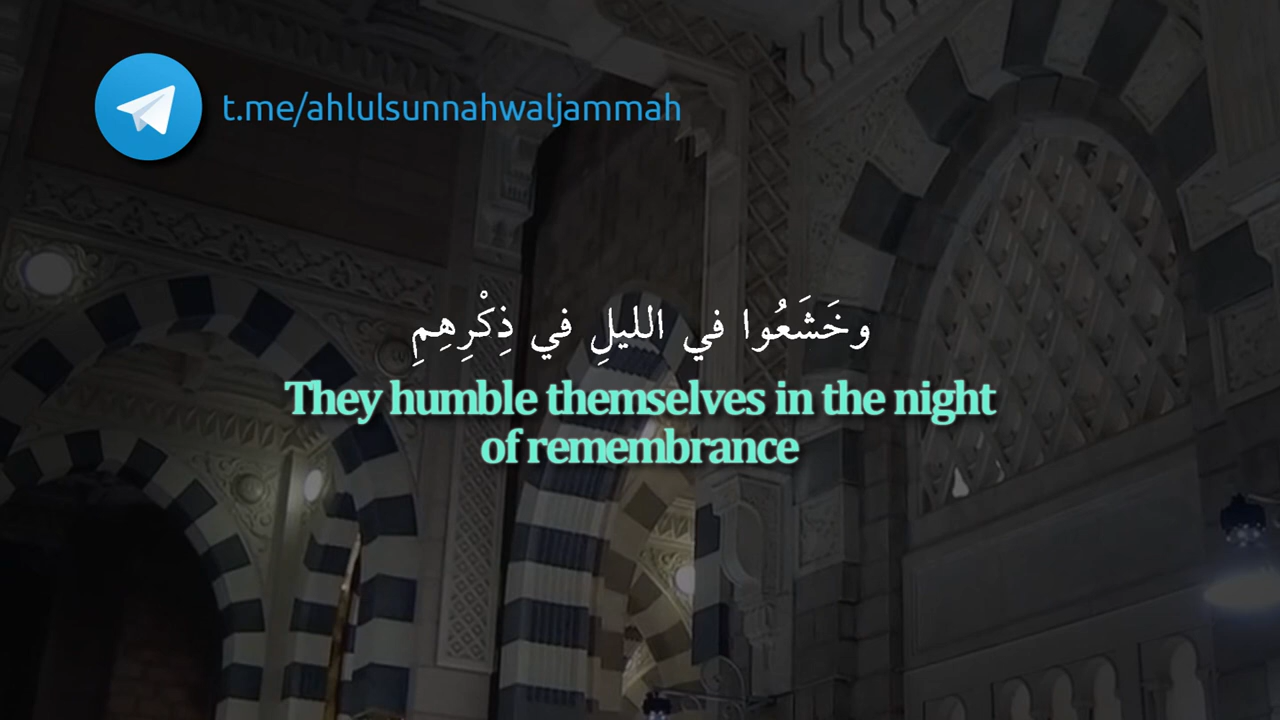 t.me/ahlulsunnahwaljammah
وخَشَعُوا في الليلِ في ذِكْرِهِمِ
They humble themselves in the night
of remembrance